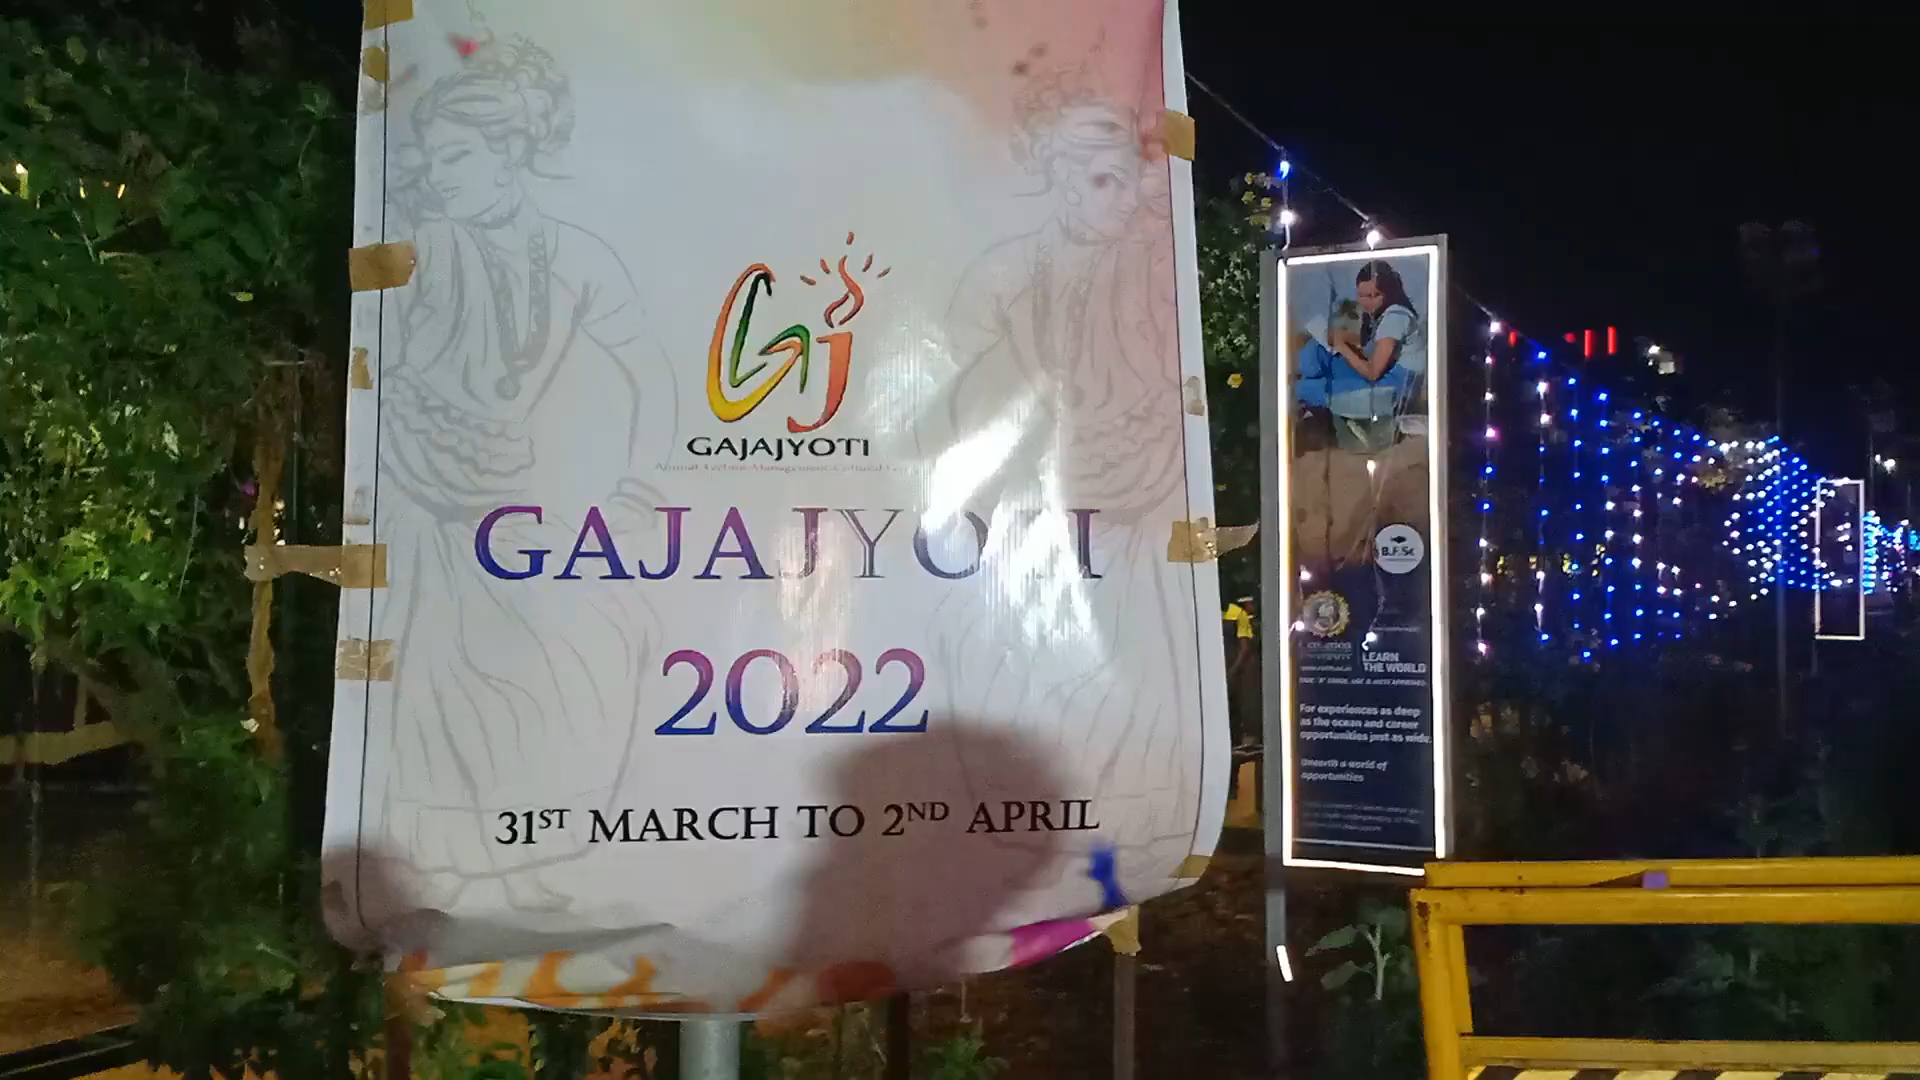 GAJAJYOTI
GAJAJYOTI
2022
31ST MARCH TO 2ND APRIL
B.F.Sc
LEARN
THE WORLD
For experiences as deep
as the ocean and career
opportunities just as wide.
Unearth a world of
opportunities